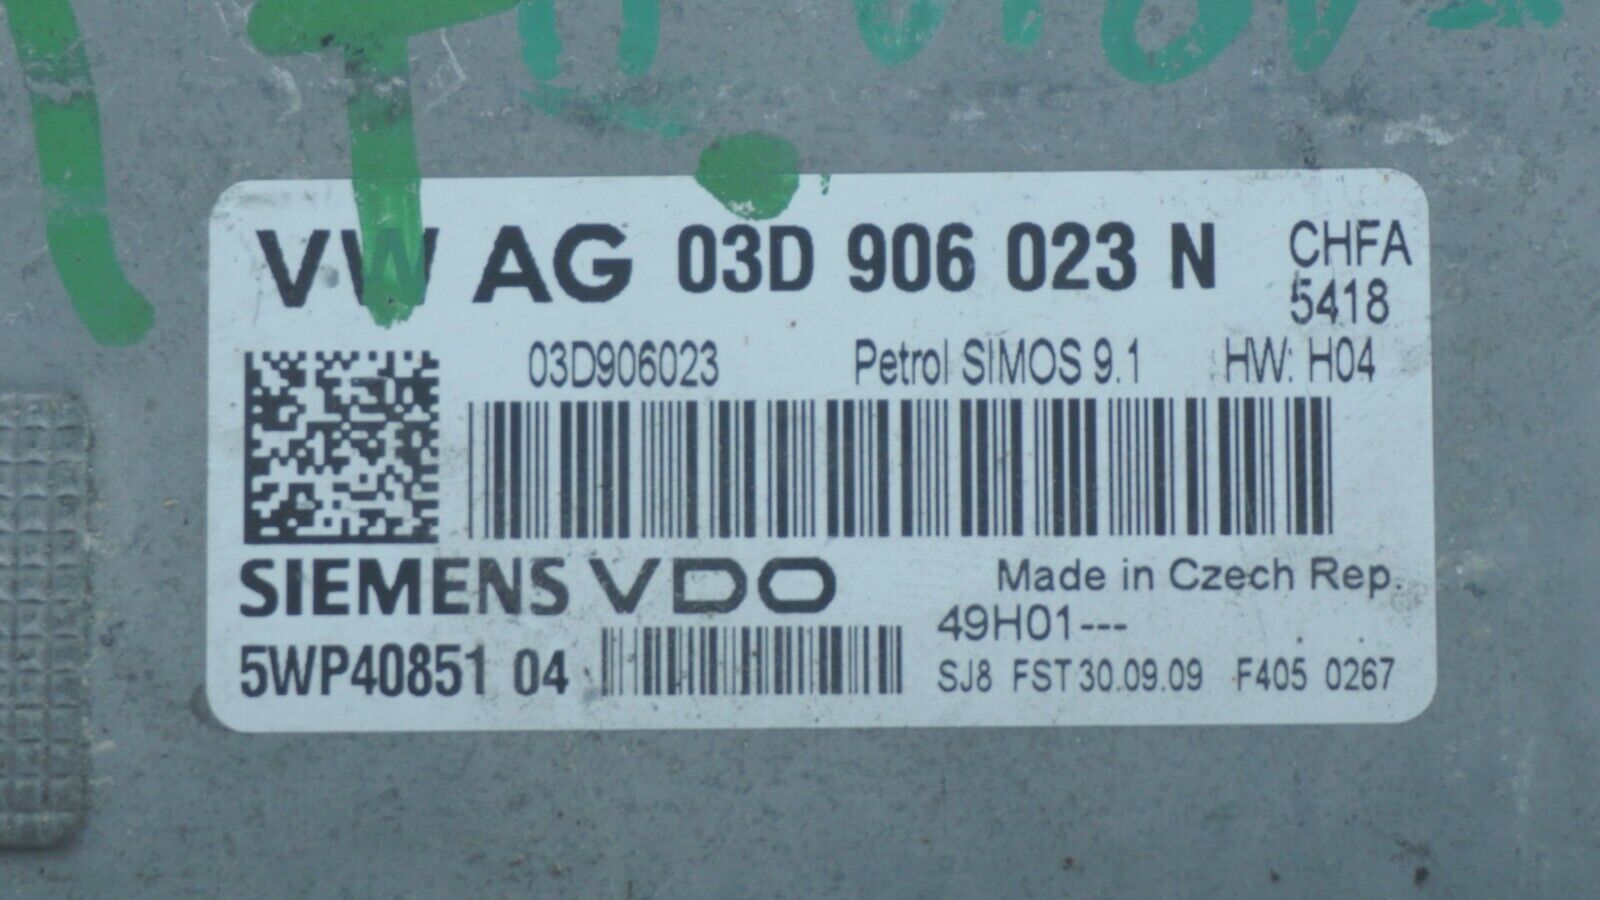 VW AG 03D 906 023 N CHFA
5418
03D906023 Petrol SIMOS 9.1 HW: H04
SIEMENS VDO Made in Czech Rep.
49H01---
5WP40851 04 SJ8 FST 30.09.09 F405 0267